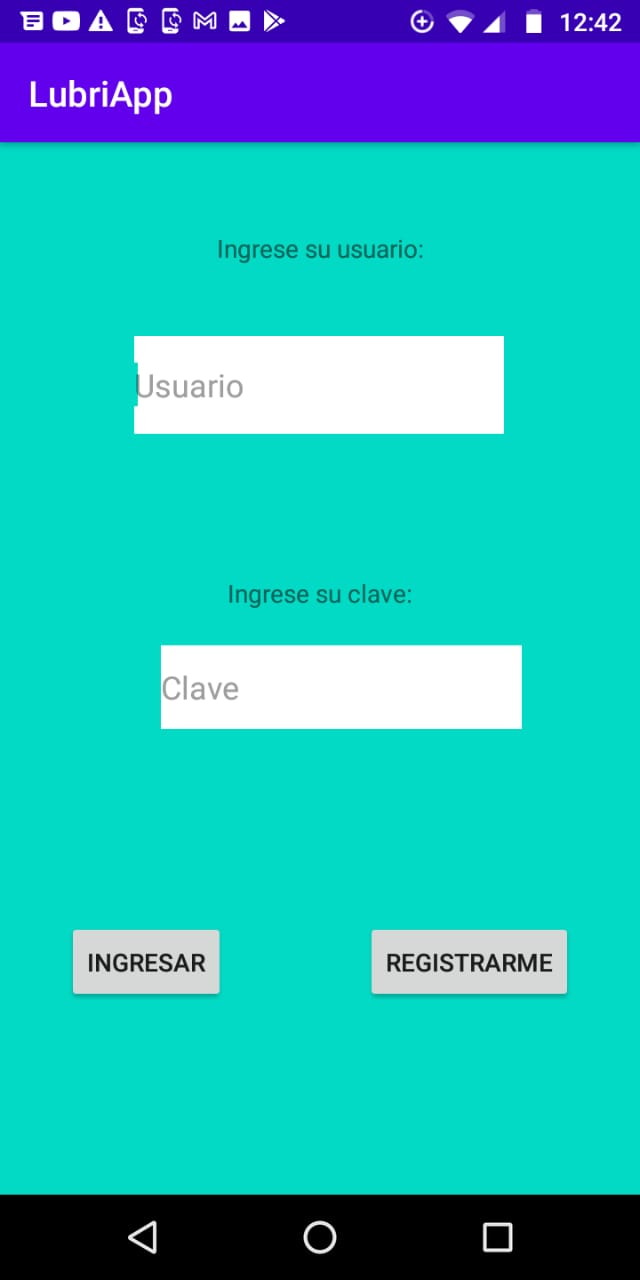 12:42
LubriApp
Ingrese su usuario:
Usuario
Ingrese su clave:
Clave
INGRESAR
REGISTRARME